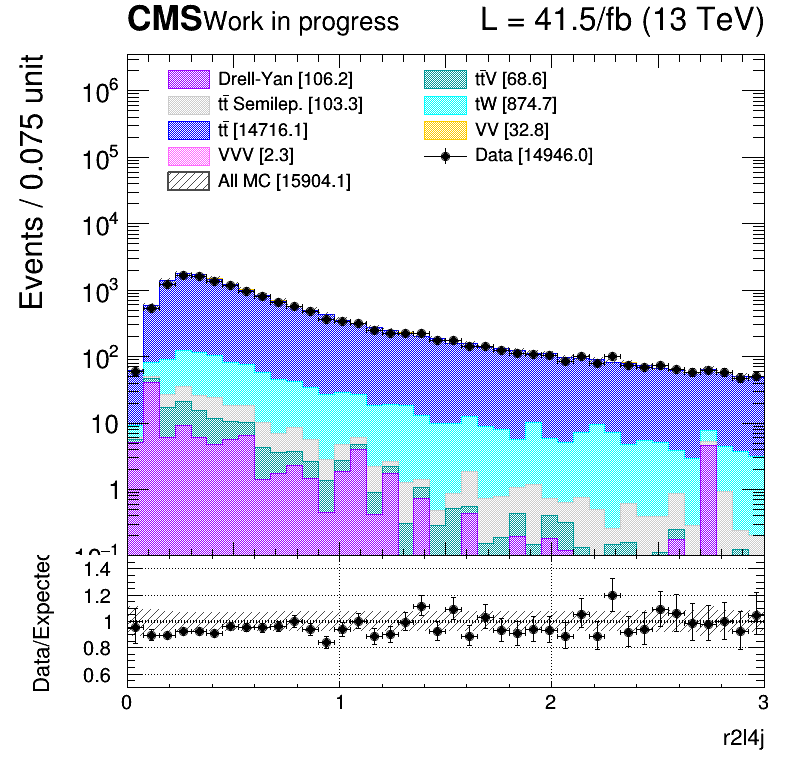 CMS Work in progress L = 41.5/fb (13 TeV)
Events / 0.075 unit
Drell-Yan [106.2]
tt̄V [68.6]
tt̄ Semilep. [103.3]
tW [874.7]
tt̄ [14716.1]
VV [32.8]
VVV [2.3]
Data [14946.0]
All MC [15904.1]
10⁶
10⁵
10⁴
10³
10²
10
1
10⁻¹
Data/Expected
1.4
1.2
1
0.8
0.6
0 1 2 3
r2l4j